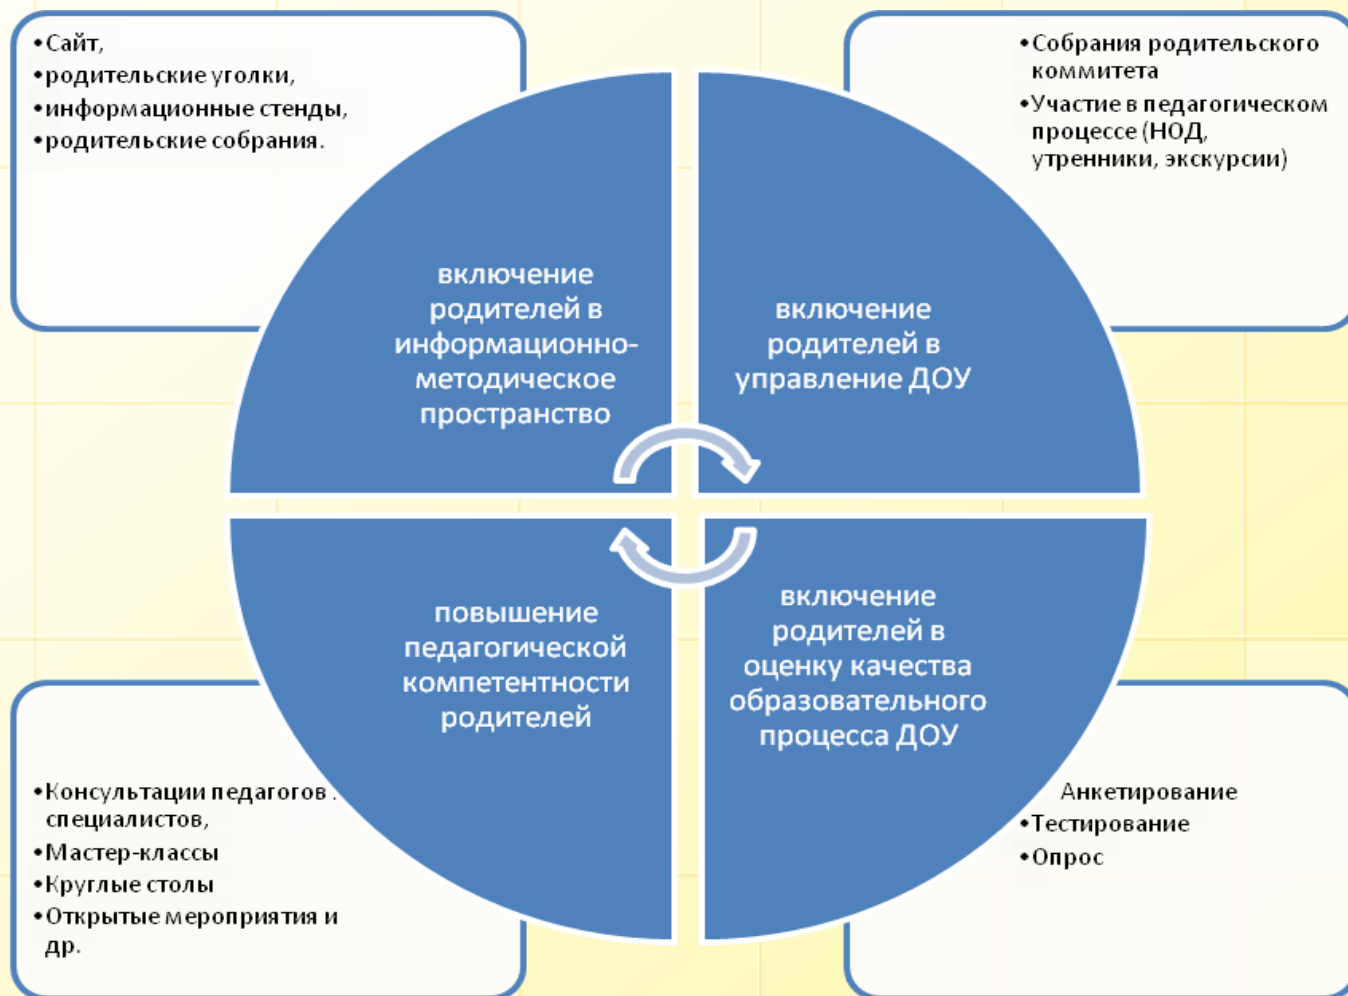 •Сайт,
•родительские уголки,
•информационные стенды,
•родительские собрания.
•Собрания родительского
коммитета
•Участие в педагогическом
процессе (НОД,
утренники, экскурсии)
включение
родителей в
информационно-
методическое
пространство
включение
родителей в
управление ДОУ
повышение
педагогической
компетентности
родителей
включение
родителей в
оценку качества
образовательного
процесса ДОУ
•Консультации педагогов
специалистов,
•Мастер-классы
•Круглые столы
•Открытые мероприятия и
др.
Анкетирование
•Тестирование
•Опрос